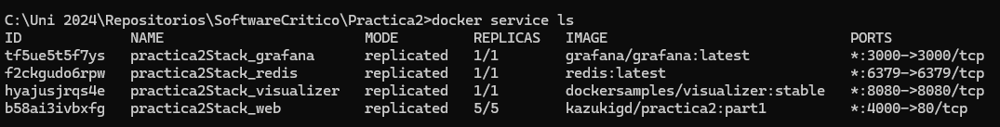 C:\Uni 2024\Repositorios\SoftwareCritico\Practica2>docker service ls
ID NAME MODE REPLICAS IMAGE PORTS
tf5ue5t5f7ys practica2Stack_grafana replicated 1/1 grafana/grafana:latest *:3000->3000/tcp
f2ckgudo6rpw practica2Stack_redis replicated 1/1 redis:latest *:6379->6379/tcp
hyajusjrqs4e practica2Stack_visualizer replicated 1/1 dockersamples/visualizer:stable *:8080->8080/tcp
b58ai3ivbxfg practica2Stack_web replicated 5/5 kazukigd/practica2:part1 *:4000->80/tcp